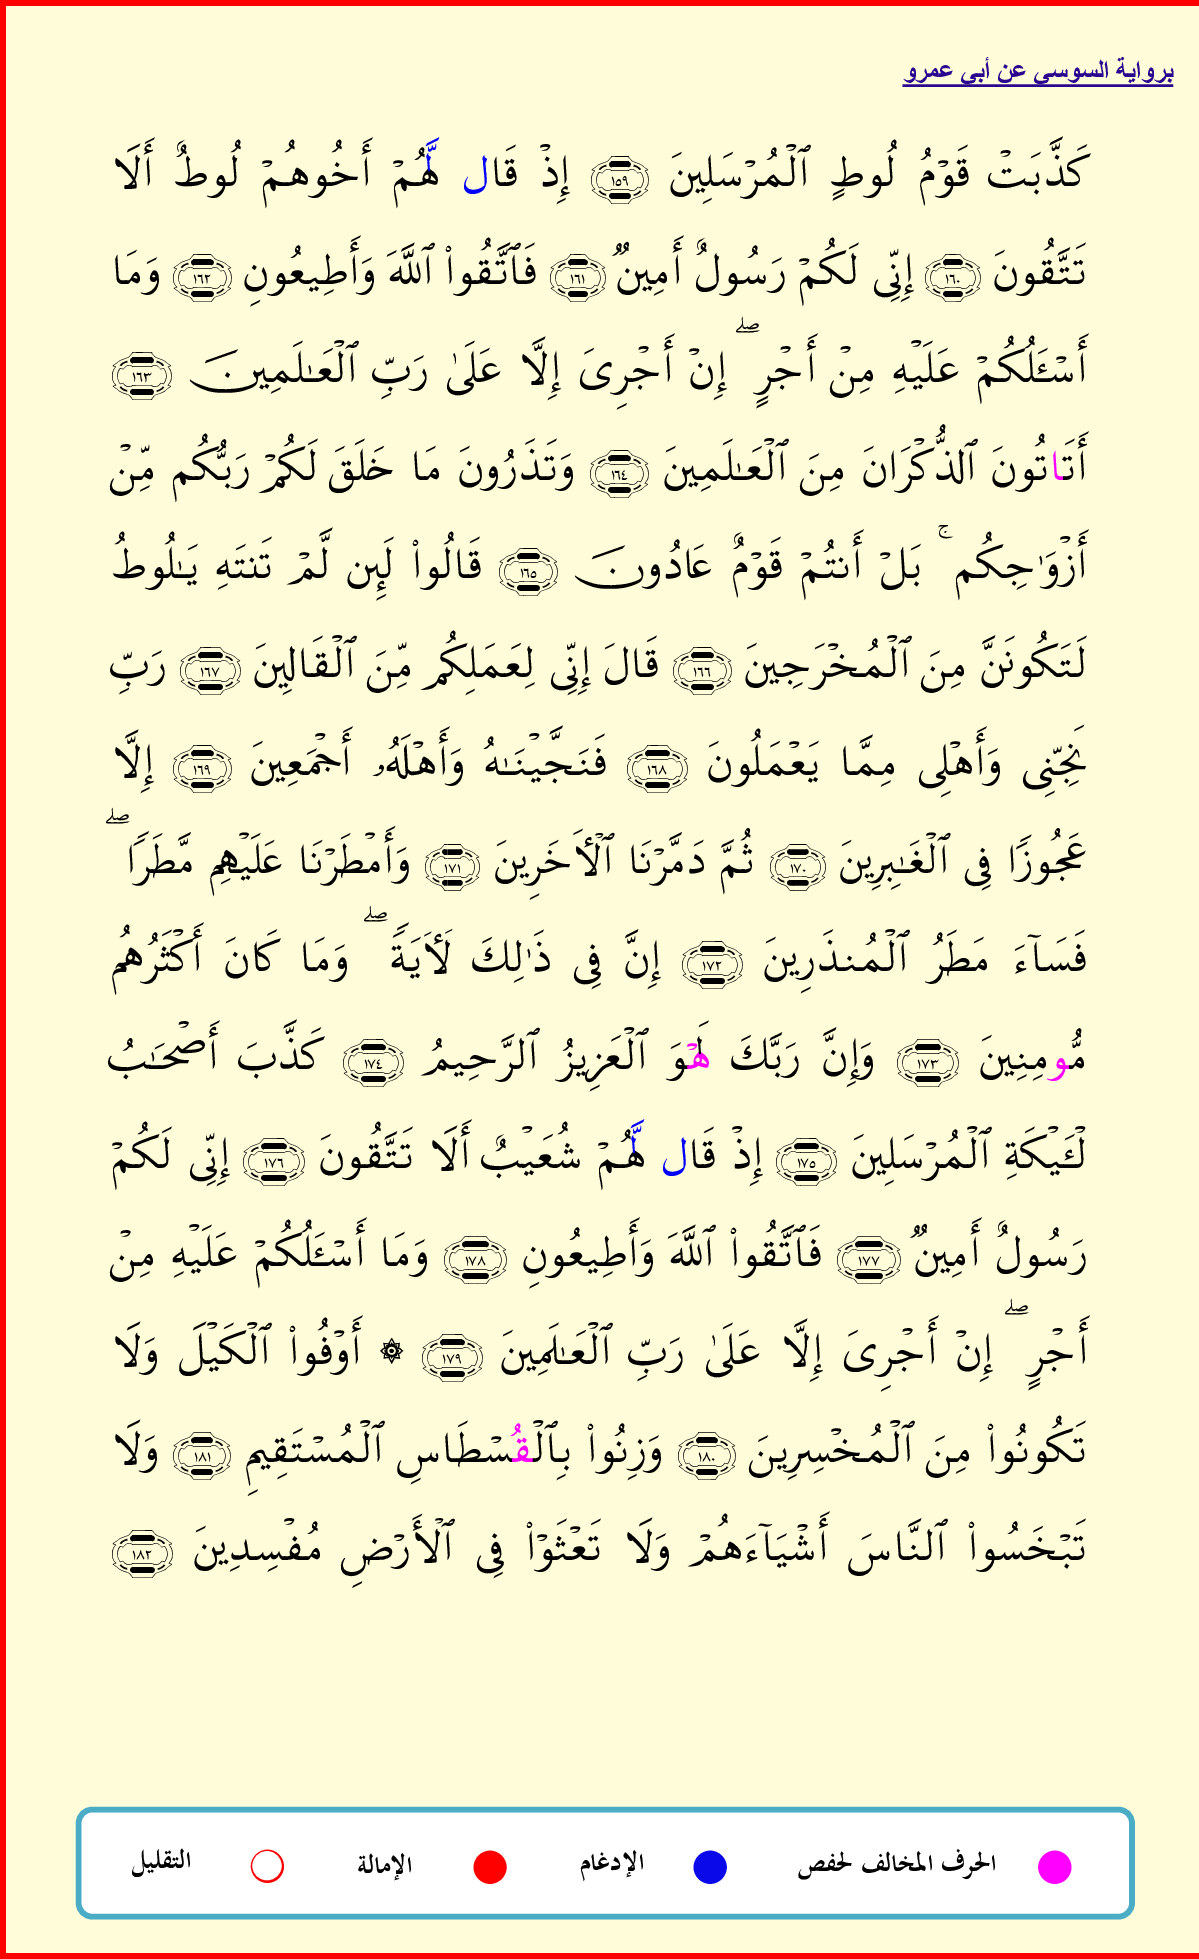 برواية السوسي عن أبي عمرو
كَذَّبَتۡ قَوۡمُ لُوطٍ ٱلۡمُرۡسَلِينَ ١٥٩ إِذۡ قَال لَّهُمۡ أَخُوهُمۡ لُوطٌ أَلَا
تَتَّقُونَ ١٦٠ إِنِّي لَكُمۡ رَسُولٌ أَمِينٌ ١٦١ فَٱتَّقُواْ ٱللَّهَ وَأَطِيعُونِ ١٦٢ وَمَا
أَسۡـَٔلُكُمۡ عَلَيۡهِ مِنۡ أَجۡرٍۖ إِنۡ أَجۡرِيَ إِلَّا عَلَىٰ رَبِّ ٱلۡعَٰلَمِينَ ١٦٣
أَتَاتُونَ ٱلذُّكۡرَانَ مِنَ ٱلۡعَٰلَمِينَ ١٦٤ وَتَذَرُونَ مَا خَلَقَ لَكُمۡ رَبُّكُم مِّنۡ
أَزۡوَٰجِكُمۚ بَلۡ أَنتُمۡ قَوۡمٌ عَادُونَ ١٦٥ قَالُواْ لَئِن لَّمۡ تَنتَهِ يَٰلُوطُ
لَتَكُونَنَّ مِنَ ٱلۡمُخۡرَجِينَ ١٦٦ قَالَ إِنِّي لِعَمَلِكُم مِّنَ ٱلۡقَالِينَ ١٦٧ رَبِّ
نَجِّنِي وَأَهۡلِي مِمَّا يَعۡمَلُونَ ١٦٨ فَنَجَّيۡنَٰهُ وَأَهۡلَهُۥ أَجۡمَعِينَ ١٦٩ إِلَّا
عَجُوزًا فِي ٱلۡغَٰبِرِينَ ١٧٠ ثُمَّ دَمَّرۡنَا ٱلۡأٓخَرِينَ ١٧١ وَأَمۡطَرۡنَا عَلَيۡهِم مَّطَرًاۖ
فَسَآءَ مَطَرُ ٱلۡمُنذَرِينَ ١٧٢ إِنَّ فِي ذَٰلِكَ لَأٓيَةًۖ وَمَا كَانَ أَكۡثَرُهُم
مُّومِنِينَ ١٧٣ وَإِنَّ رَبَّكَ لَهۡوَ ٱلۡعَزِيزُ ٱلرَّحِيمُ ١٧٤ كَذَّبَ أَصۡحَٰبُ
لۡـَٔيۡكَةِ ٱلۡمُرۡسَلِينَ ١٧٥ إِذۡ قَال لَّهُمۡ شُعَيۡبٌ أَلَا تَتَّقُونَ ١٧٦ إِنِّي لَكُمۡ
رَسُولٌ أَمِينٌ ١٧٧ فَٱتَّقُواْ ٱللَّهَ وَأَطِيعُونِ ١٧٨ وَمَا أَسۡـَٔلُكُمۡ عَلَيۡهِ مِنۡ
أَجۡرٍۖ إِنۡ أَجۡرِيَ إِلَّا عَلَىٰ رَبِّ ٱلۡعَٰلَمِينَ ١٧٩ ۞ أَوۡفُواْ ٱلۡكَيۡلَ وَلَا
تَكُونُواْ مِنَ ٱلۡمُخۡسِرِينَ ١٨٠ وَزِنُواْ بِٱلۡقُسۡطَاسِ ٱلۡمُسۡتَقِيمِ ١٨١ وَلَا
تَبۡخَسُواْ ٱلنَّاسَ أَشۡيَآءَهُمۡ وَلَا تَعۡثَوۡاْ فِي ٱلۡأَرۡضِ مُفۡسِدِينَ ١٨٢
الحرف المخالف لحفص الإدغام الإمالة التقليل